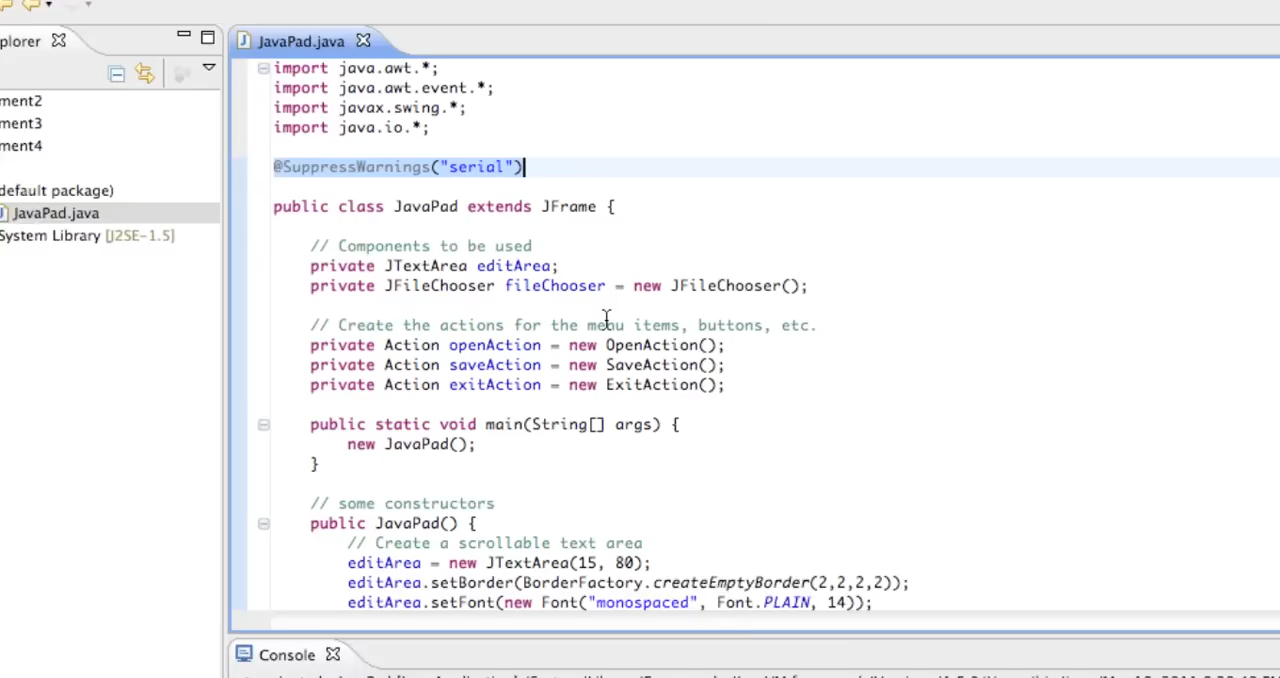 plorer
ment2
ment3
ment4
default package)
JavaPad.java
System Library [J2SE-1.5]
JavaPad.java
import java.awt.*;
import java.awt.event.*;
import javax.swing.*;
import java.io.*;
@SuppressWarnings("serial")
public class JavaPad extends JFrame {
// Components to be used
private JTextArea editArea;
private JFileChooser fileChooser = new JFileChooser();
// Create the actions for the menu items, buttons, etc.
private Action openAction = new OpenAction();
private Action saveAction = new SaveAction();
private Action exitAction = new ExitAction();
public static void main(String[] args) {
new JavaPad();
}
// some constructors
public JavaPad() {
// Create a scrollable text area
editArea = new JTextArea(15, 80);
editArea.setBorder(BorderFactory.createEmptyBorder(2,2,2,2));
editArea.setFont(new Font("monospaced", Font.PLAIN, 14));
Console